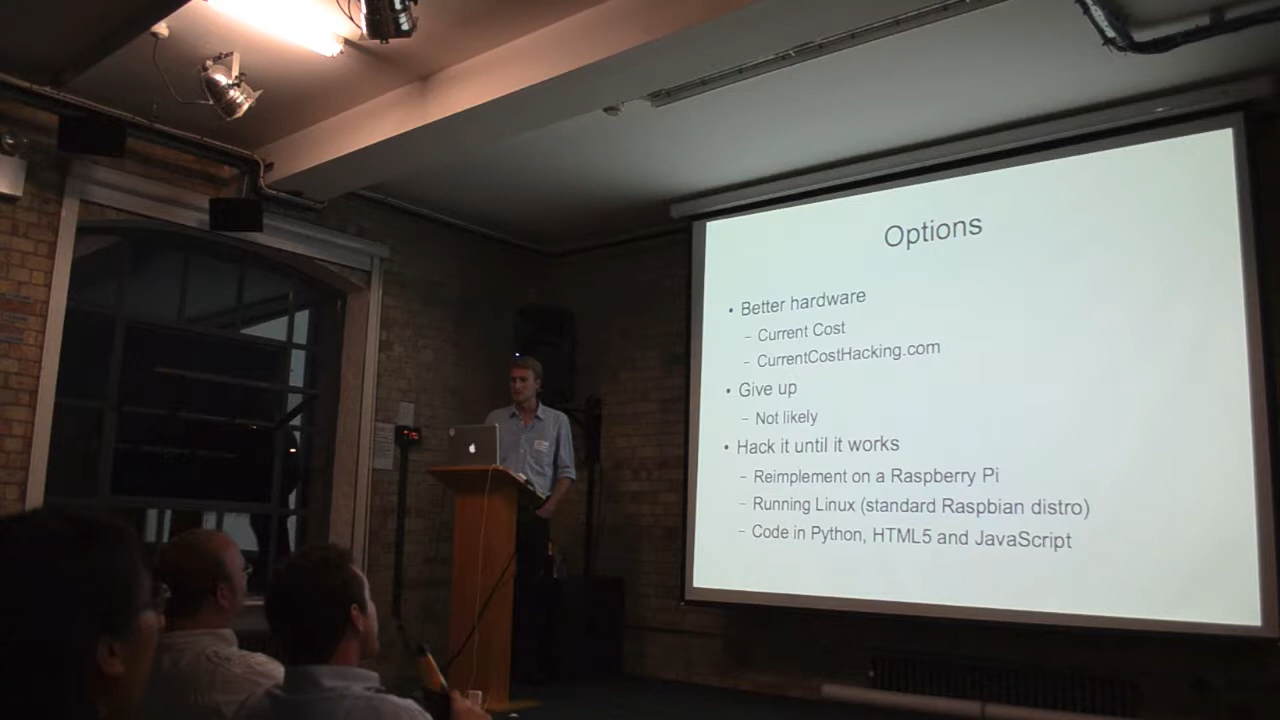 Options
• Better hardware
– Current Cost
– CurrentCostHacking.com
• Give up
– Not likely
• Hack it until it works
– Reimplement on a Raspberry Pi
– Running Linux (standard Raspbian distro)
– Code in Python, HTML5 and JavaScript